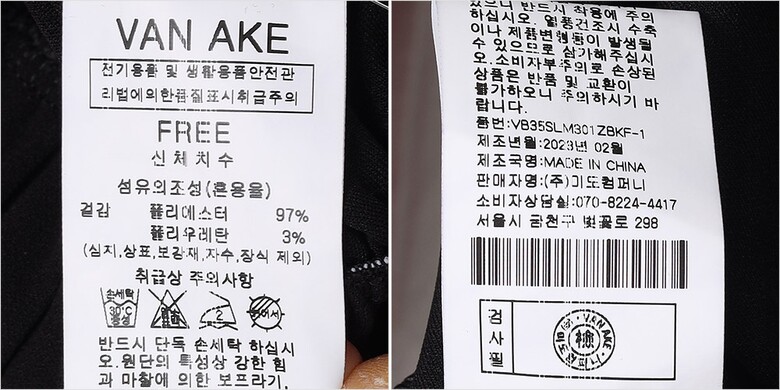 VAN AKE
전기용품 및 생활용품안전관
리법에의한품질표시취급주의
FREE
신체치수
섬유의조성(혼용율)
겉감 폴리에스터 97%
폴리우레탄 3%
(심지,상표,보강재,자수,장식 제외)
취급상 주의사항
손세탁
30℃
중성
반드시 단독 손세탁 하십시
오.원단의 특성상 강한 힘
과 마찰에 의한 보프라기,
있으니 반드시 착용에 주의
하십시오. 열풍건조시 수축
이나 제품변형등이 발생될
수 있으므로 삼가해주십시
오.소비자부주의로 손상된
상품은 반품 및 교환이
불가하오니 주의하시기 바
랍니다.
품번:VB35SLM301ZBKF-1
제조년월:2023년 02월
제조국명:MADE IN CHINA
판매자명:(주)미도컴퍼니
소비자상담실:070-8224-4417
서울시 금천구 벚꽃로 298
검사필
VAN AKE